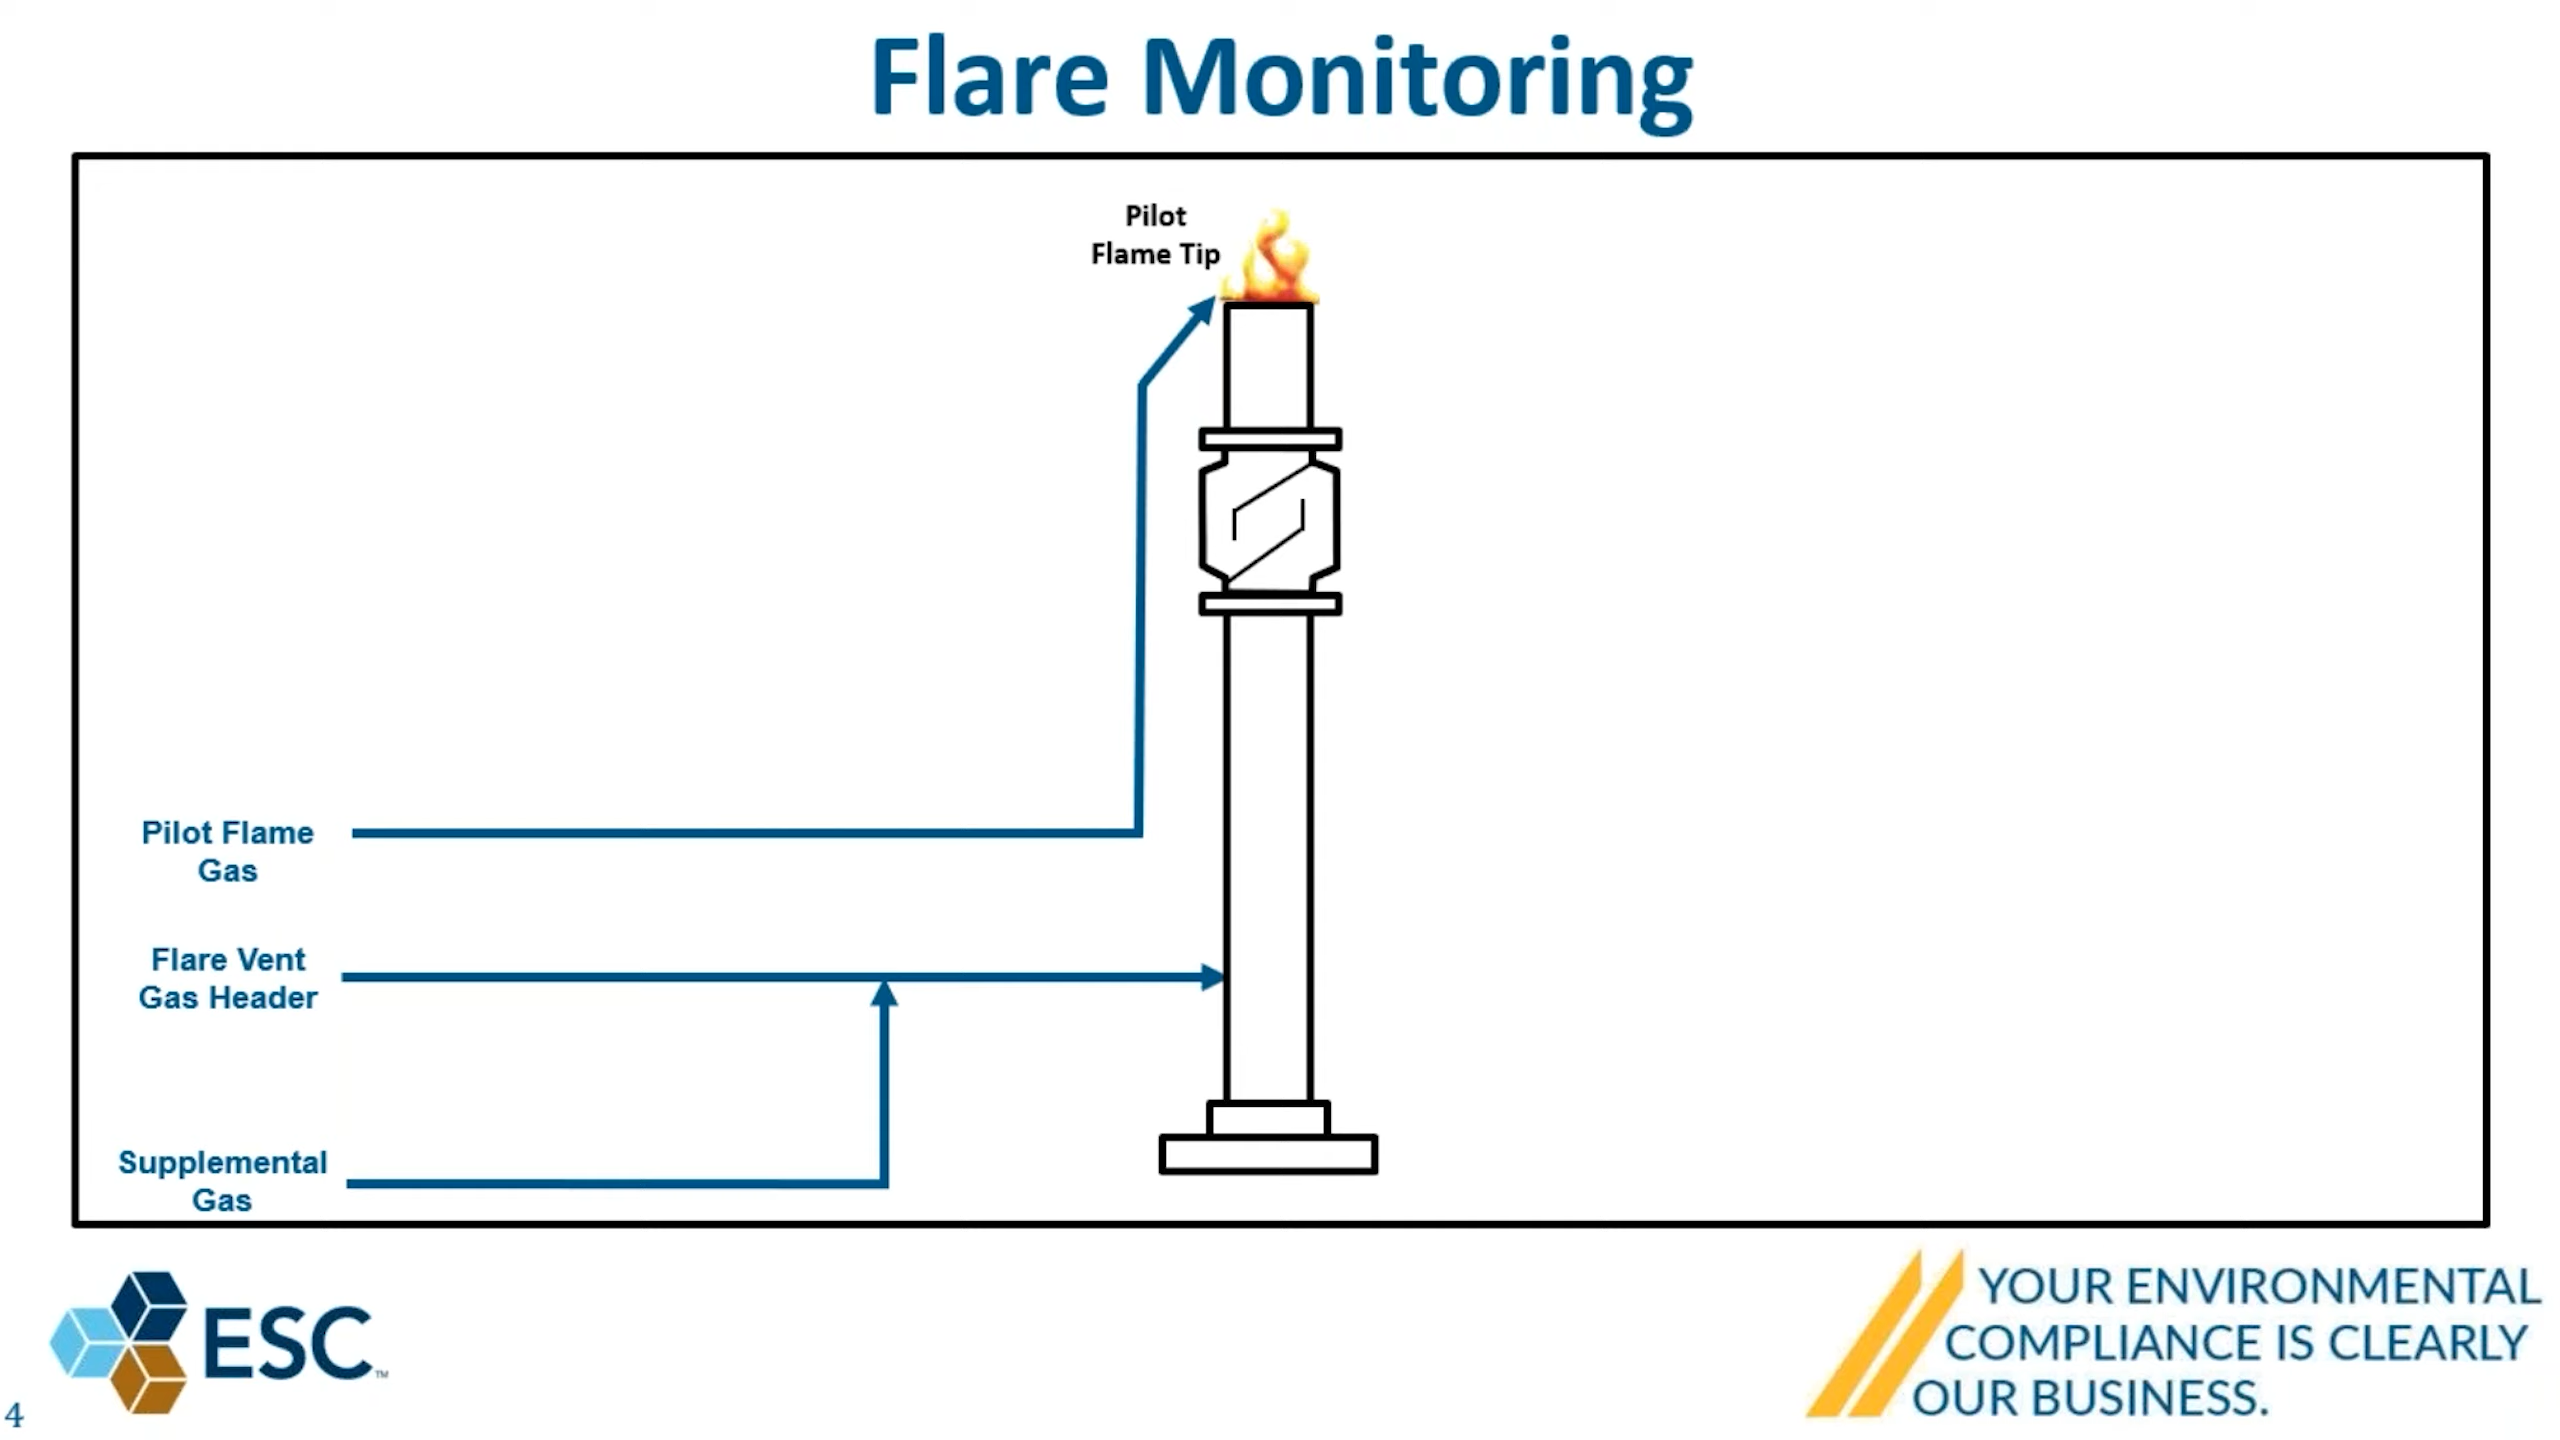 Flare Monitoring
Pilot
Flame Tip
Pilot Flame
Gas
Flare Vent
Gas Header
Supplemental
Gas
ESC™
YOUR ENVIRONMENTAL
COMPLIANCE IS CLEARLY
OUR BUSINESS.
4